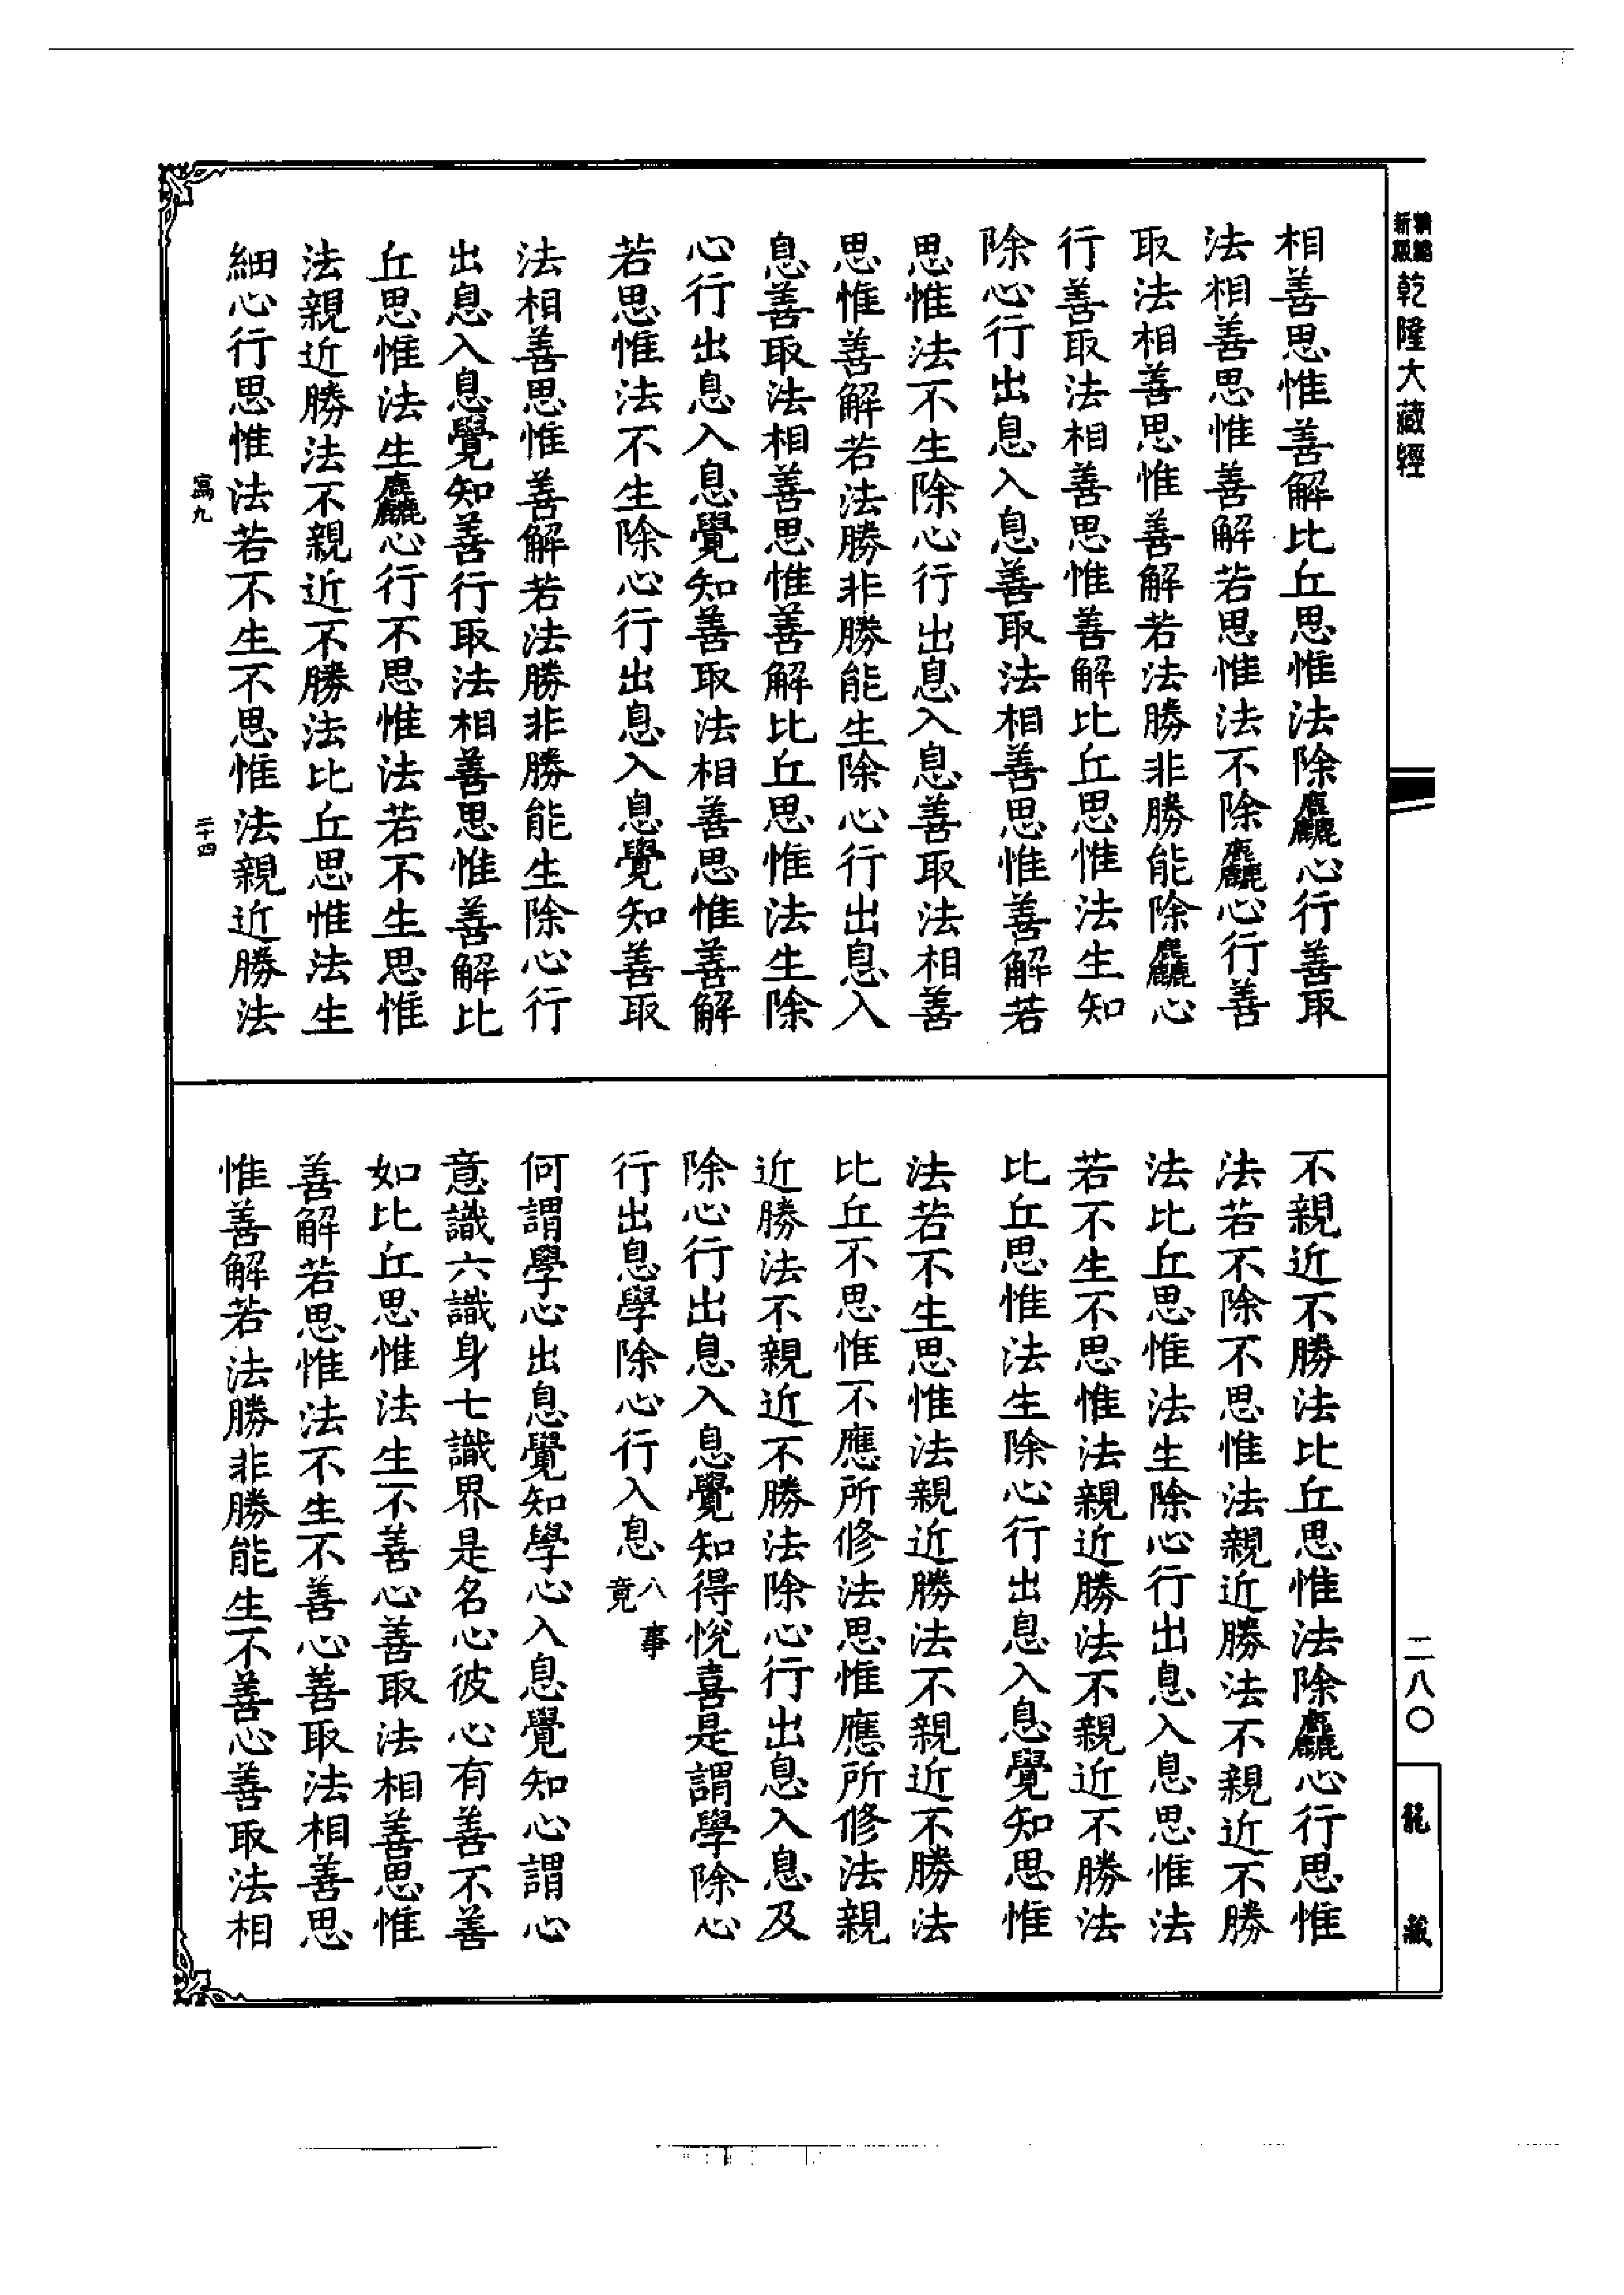 精編
新版
乾隆大藏經
相善思惟善解比丘思惟法除麤心行善取
法相善思惟善解若思惟法不除麤心行善
取法相善思惟善解若法勝非勝能除麤心
行善取法相善思惟善解比丘思惟法生知
除心行出息入息善取法相善思惟善解若
思惟法不生除心行出息入息善取法相善
思惟善解若法勝非勝能生除心行出息入
息善取法相善思惟善解比丘思惟法生除
心行出息入息覺知善取法相善思惟善解
若思惟法不生除心行出息入息覺知善取
法相善思惟善解若法勝非勝能生除心行
出息入息覺知善行取法相善思惟善解比
丘思惟法生麤心行不思惟法若不生思惟
法親近勝法不親近不勝法比丘思惟法生
細心行思惟法若不生不思惟法親近勝法
寫九
二十四
不親近不勝法比丘思惟法除麤心行思惟
法若不除不思惟法親近勝法不親近不勝
法比丘思惟法生除心行出息入息思惟法
若不生不思惟法親近勝法不親近不勝法
比丘思惟法生除心行出息入息覺知思惟
法若不生思惟法親近勝法不親近不勝法
比丘不思惟不應所修法思惟應所修法親
近勝法不親近不勝法除心行出息入息及
除心行出息入息覺知得悅喜是謂學除心
行出息學除心行入息八事竟
何謂學心出息覺知學心入息覺知心謂心
意識六識身七識界是名心彼心有善不善
如比丘思惟法生不善心善取法相善思惟
善解若思惟法不生不善心善取法相善思
惟善解若法勝非勝能生不善心善取法相
二八〇
龍藏